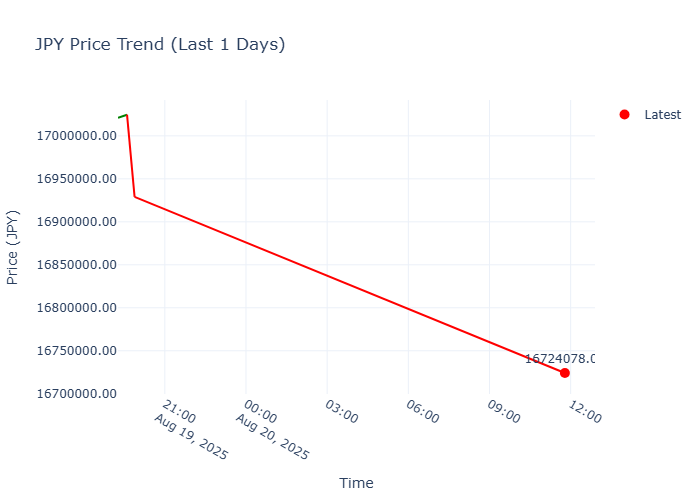 JPY Price Trend (Last 1 Days)
Latest
17000000.00
16950000.00
16900000.00
16850000.00
16800000.00
16750000.00
16700000.00
Price (JPY)
16724078.0
21:00
Aug 19, 2025
00:00
Aug 20, 2025
03:00
06:00
09:00
12:00
Time